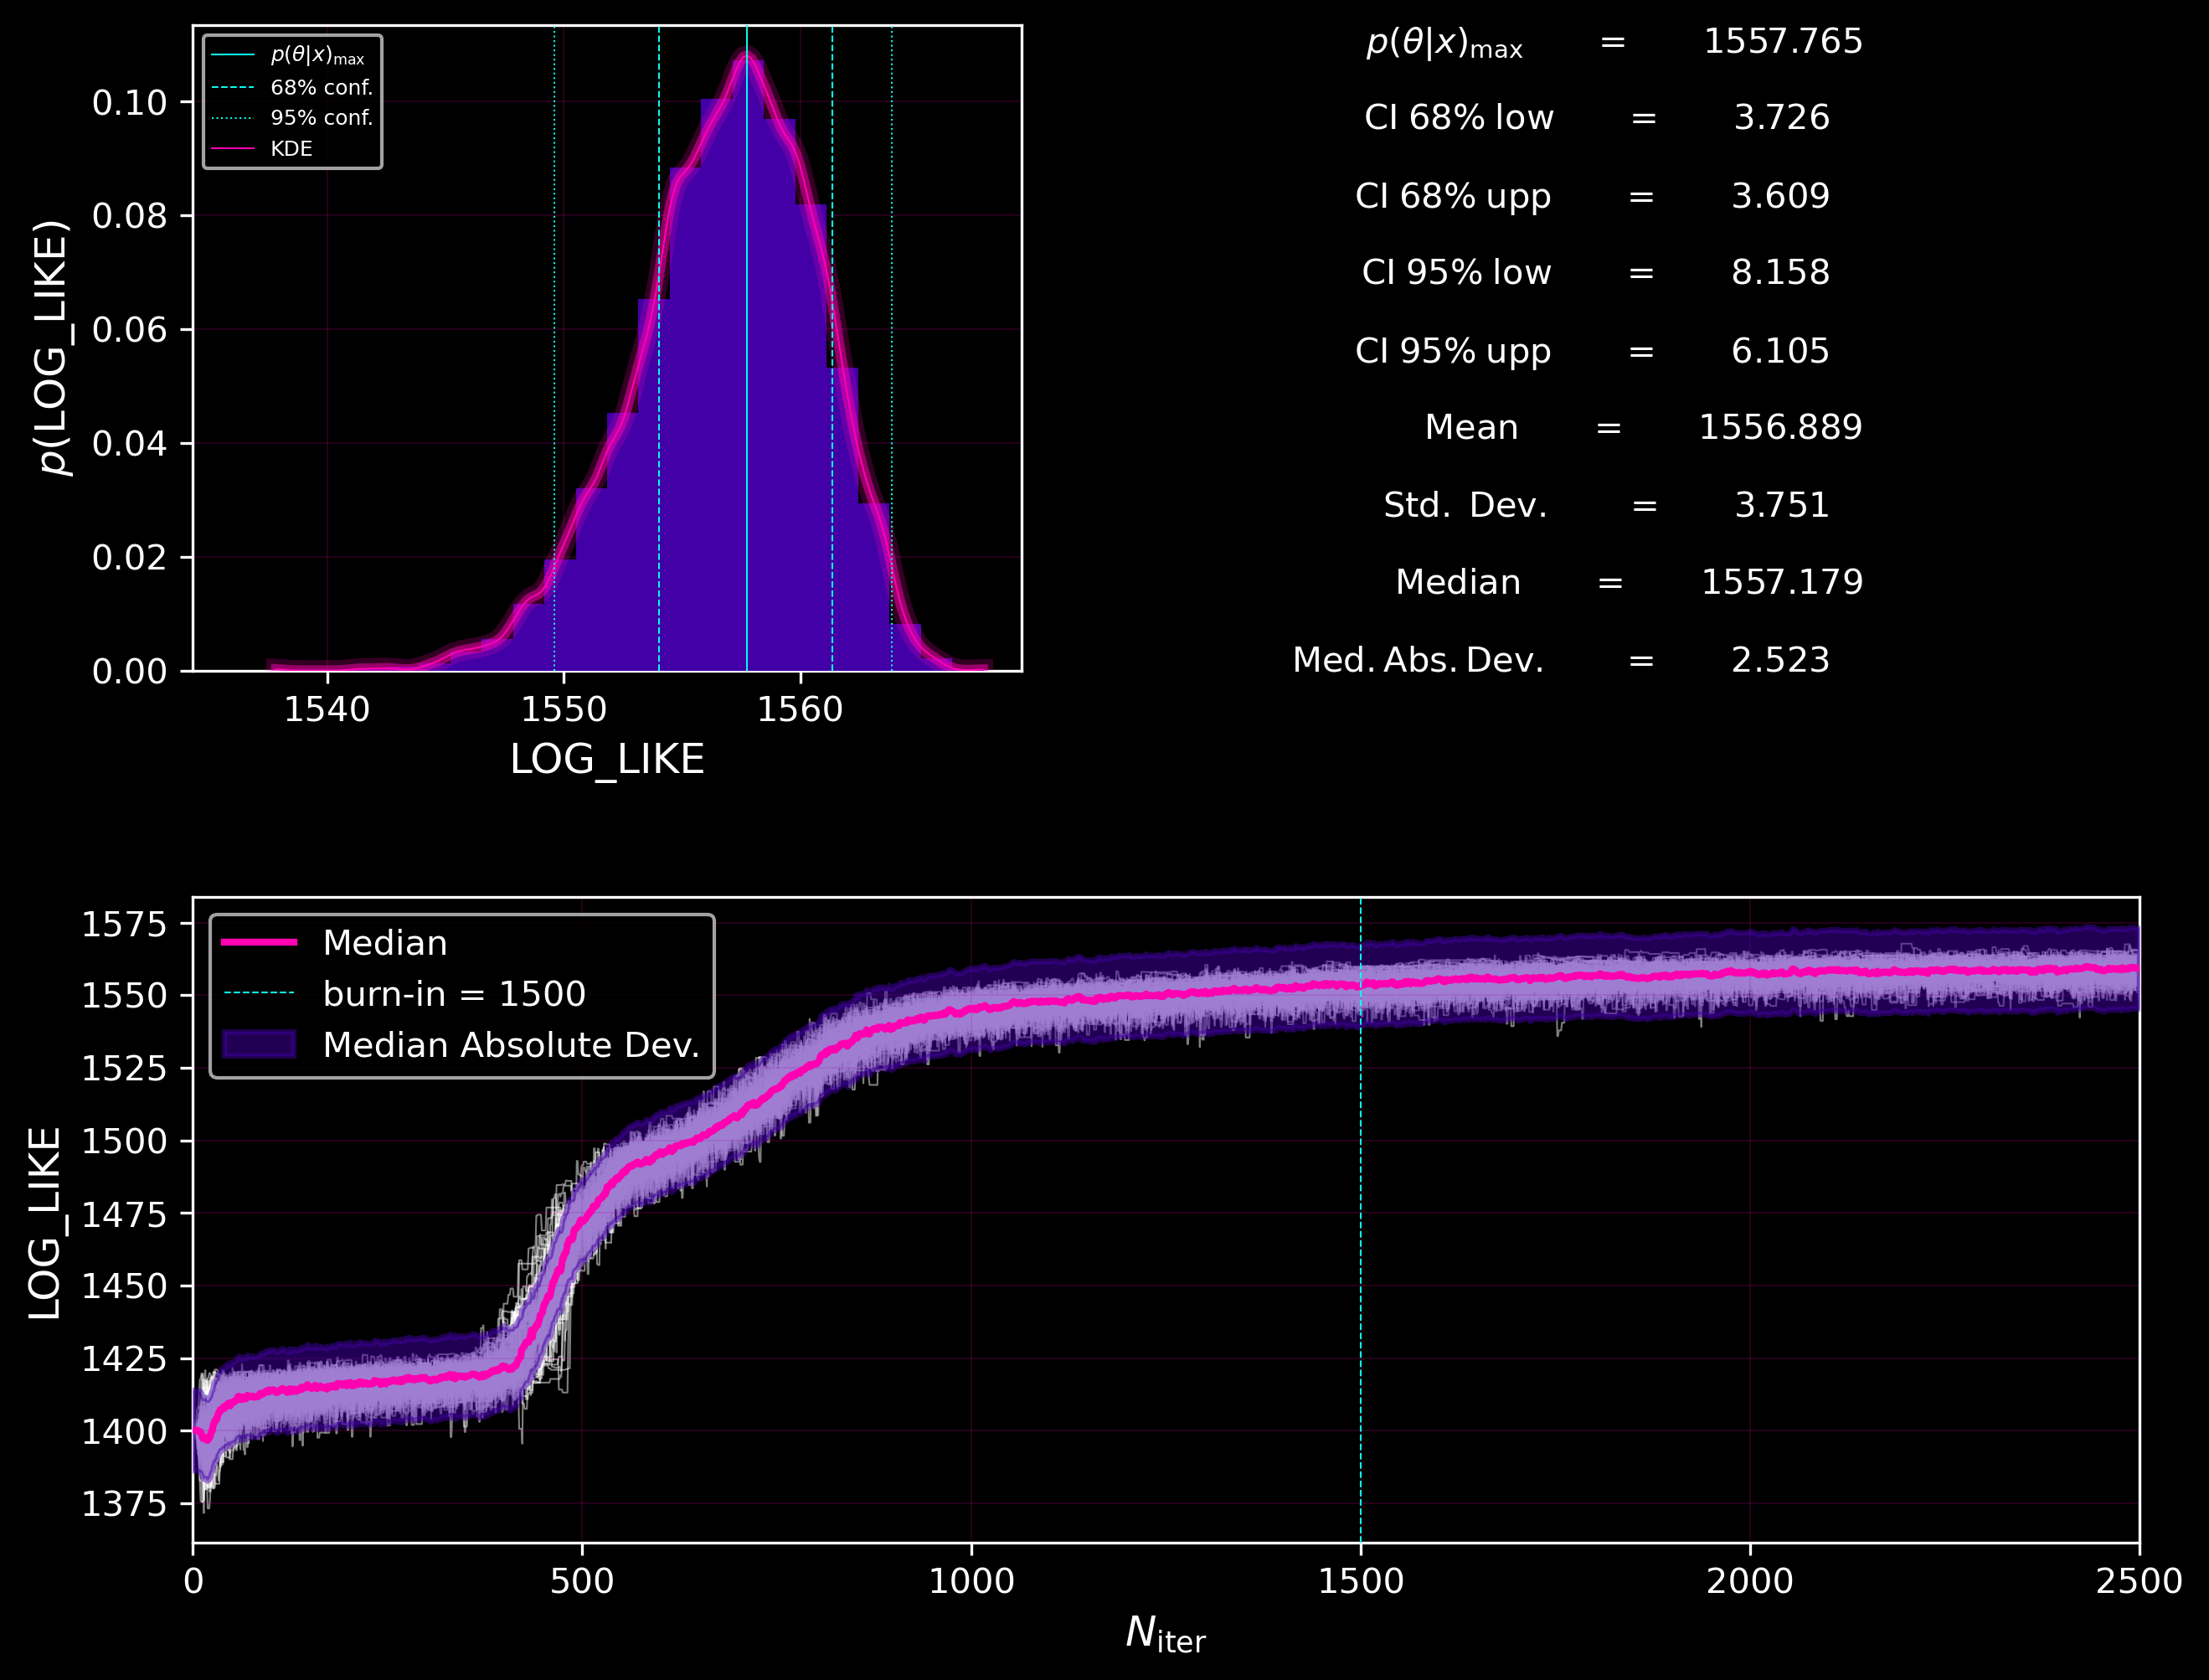 p(θ|x)max
68% conf.
95% conf.
KDE
0.10
0.08
0.06
0.04
0.02
0.00
p(LOG_LIKE)
1540 1550 1560
LOG_LIKE
p(θ|x)max = 1557.765
CI 68% low = 3.726
CI 68% upp = 3.609
CI 95% low = 8.158
CI 95% upp = 6.105
Mean = 1556.889
Std. Dev. = 3.751
Median = 1557.179
Med. Abs. Dev. = 2.523
Median
burn-in = 1500
Median Absolute Dev.
1575
1550
1525
1500
1475
1450
1425
1400
1375
LOG_LIKE
0 500 1000 1500 2000 2500
Niter